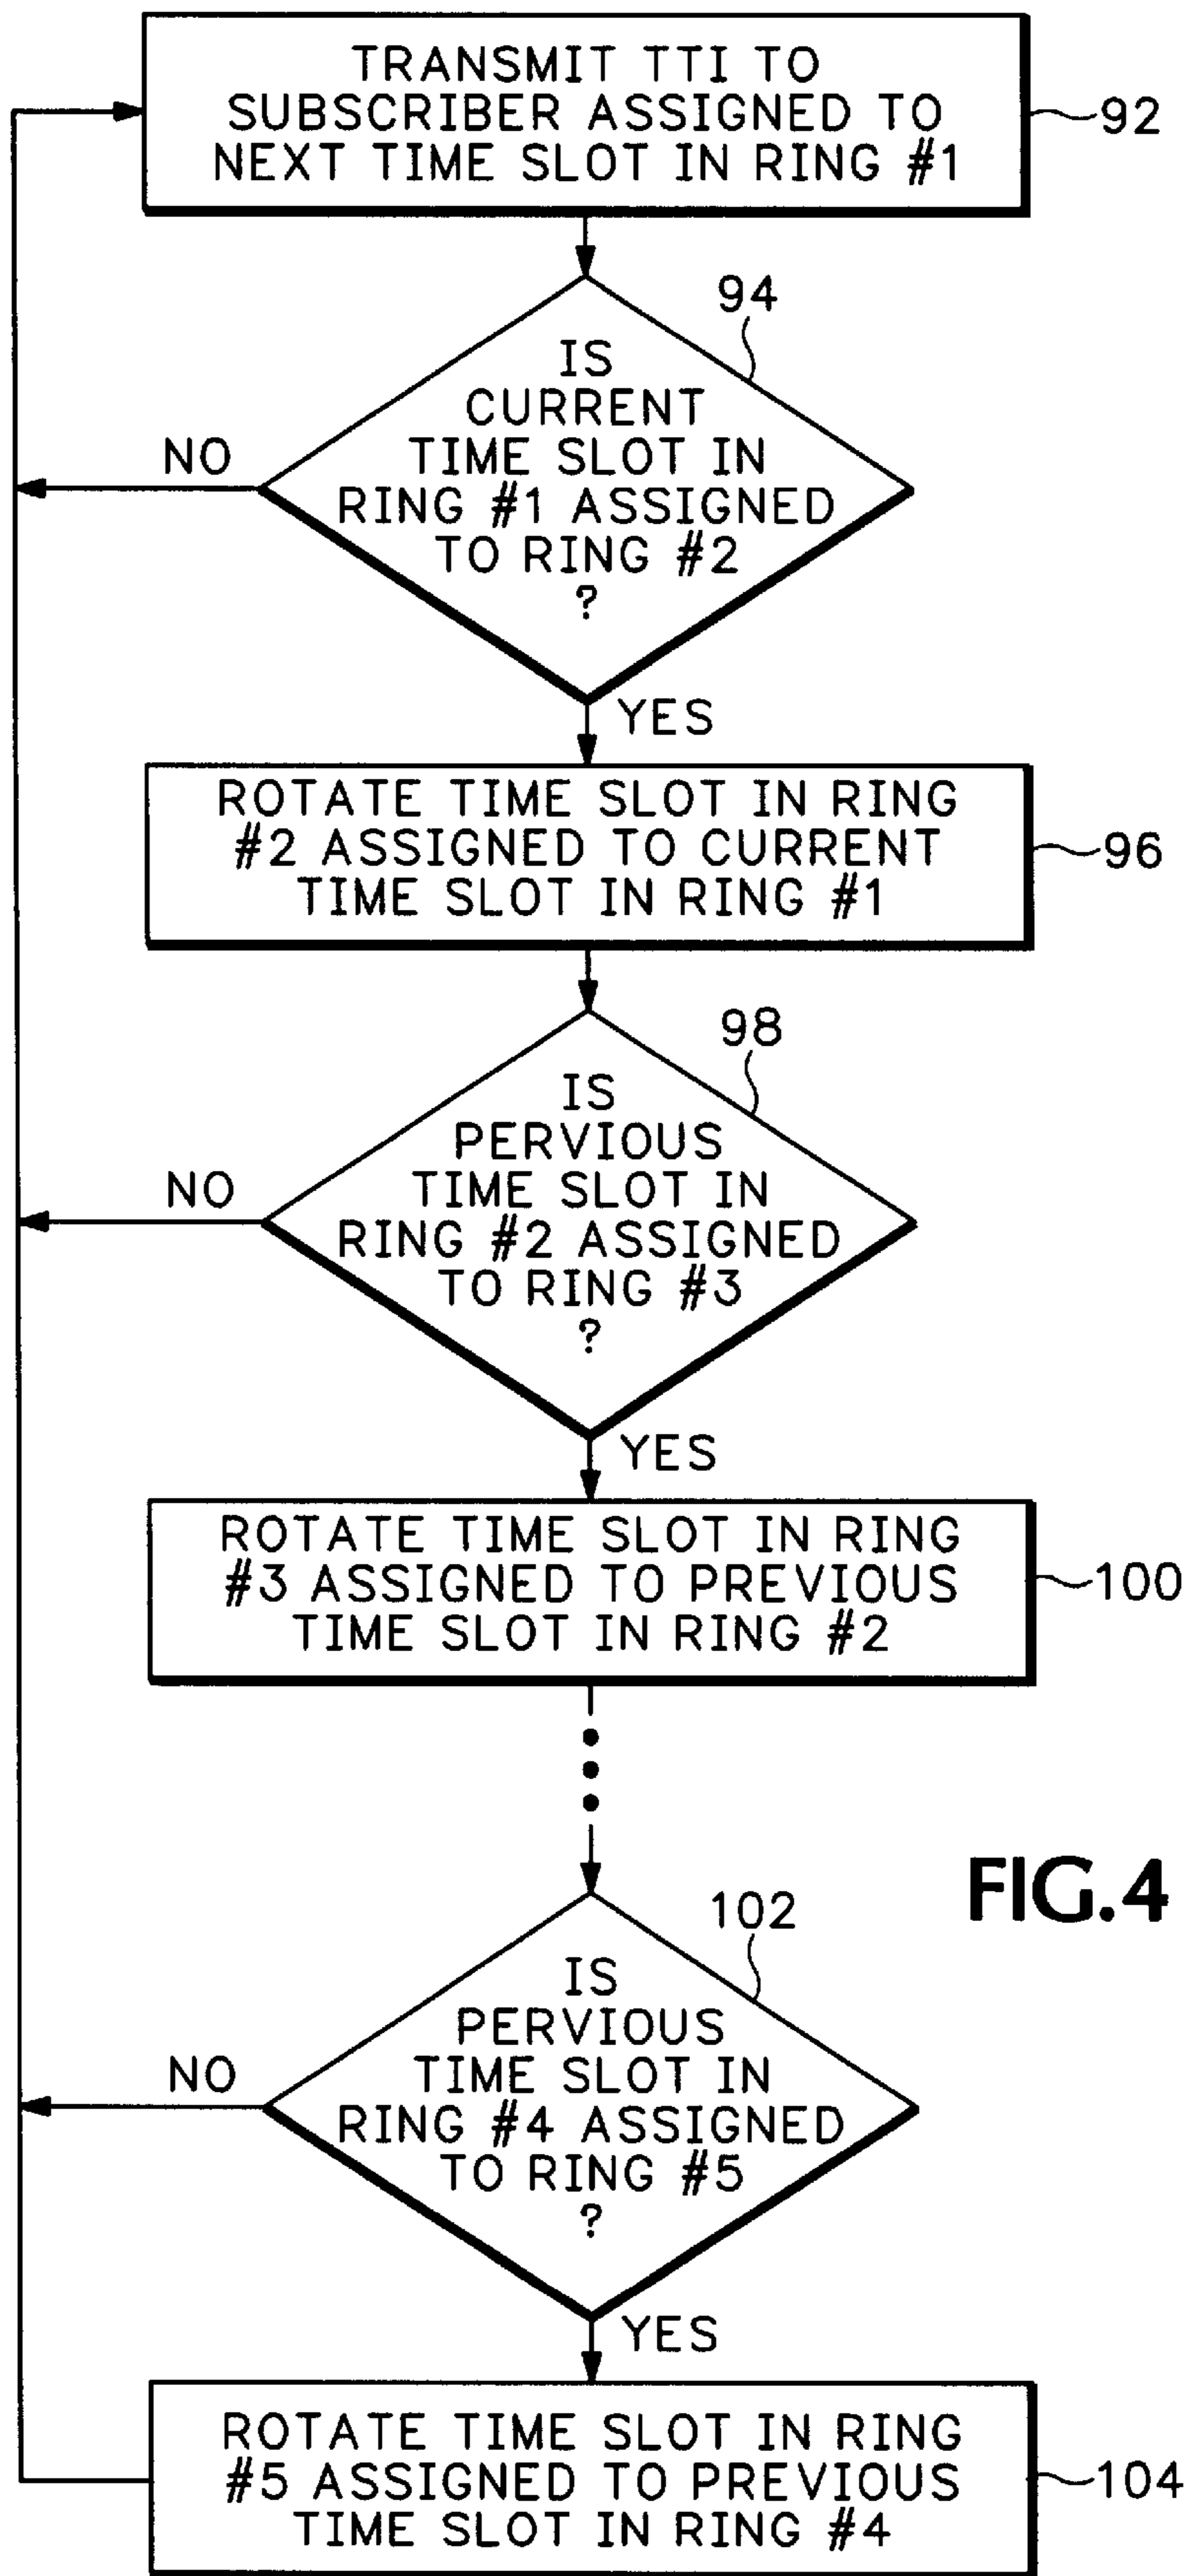 TRANSMIT TTI TO
SUBSCRIBER ASSIGNED TO
NEXT TIME SLOT IN RING #1
92
94
IS
CURRENT
TIME SLOT IN
RING #1 ASSIGNED
TO RING #2
?
NO
YES
ROTATE TIME SLOT IN RING
#2 ASSIGNED TO CURRENT
TIME SLOT IN RING #1
96
98
IS
PERVIOUS
TIME SLOT IN
RING #2 ASSIGNED
TO RING #3
?
NO
YES
ROTATE TIME SLOT IN RING
#3 ASSIGNED TO PREVIOUS
TIME SLOT IN RING #2
100
FIG.4
102
IS
PERVIOUS
TIME SLOT IN
RING #4 ASSIGNED
TO RING #5
?
NO
YES
ROTATE TIME SLOT IN RING
#5 ASSIGNED TO PREVIOUS
TIME SLOT IN RING #4
104